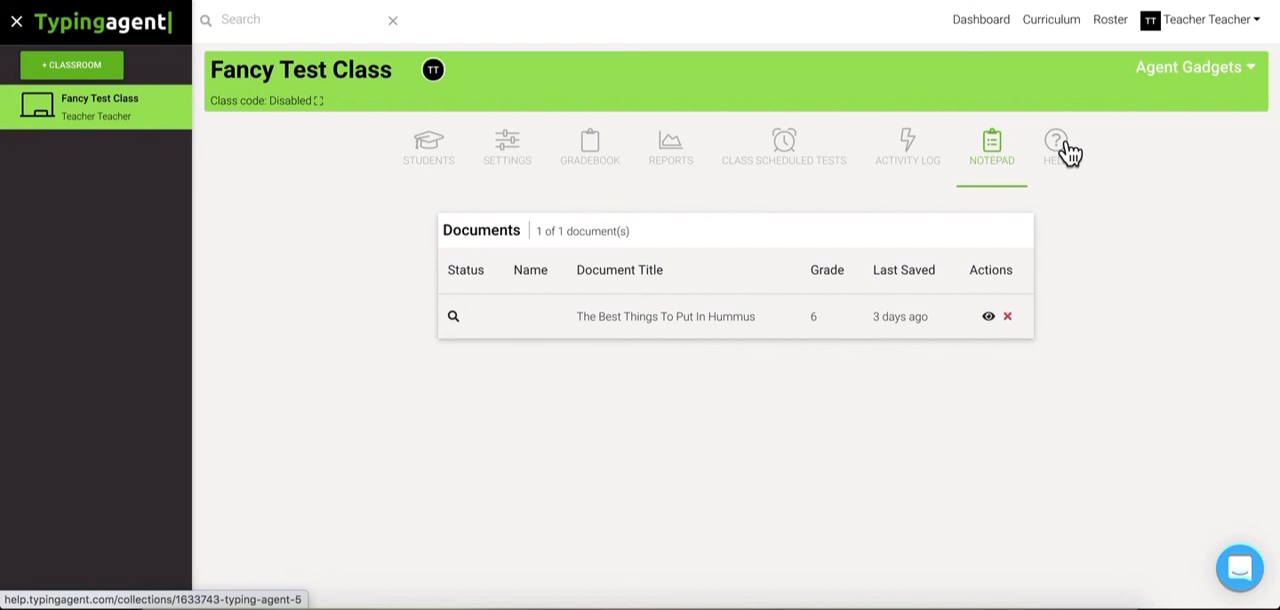 Typingagent|
Search
Dashboard Curriculum Roster TT Teacher Teacher
+ CLASSROOM
Fancy Test Class
Teacher Teacher
Fancy Test Class TT
Agent Gadgets
Class code: Disabled
STUDENTS SETTINGS GRADEBOOK REPORTS CLASS SCHEDULED TESTS ACTIVITY LOG NOTEPAD
Documents 1 of 1 document(s)
Status Name Document Title Grade Last Saved Actions
The Best Things To Put In Hummus 6 3 days ago
help.typingagent.com/collections/1633743-typing-agent-5